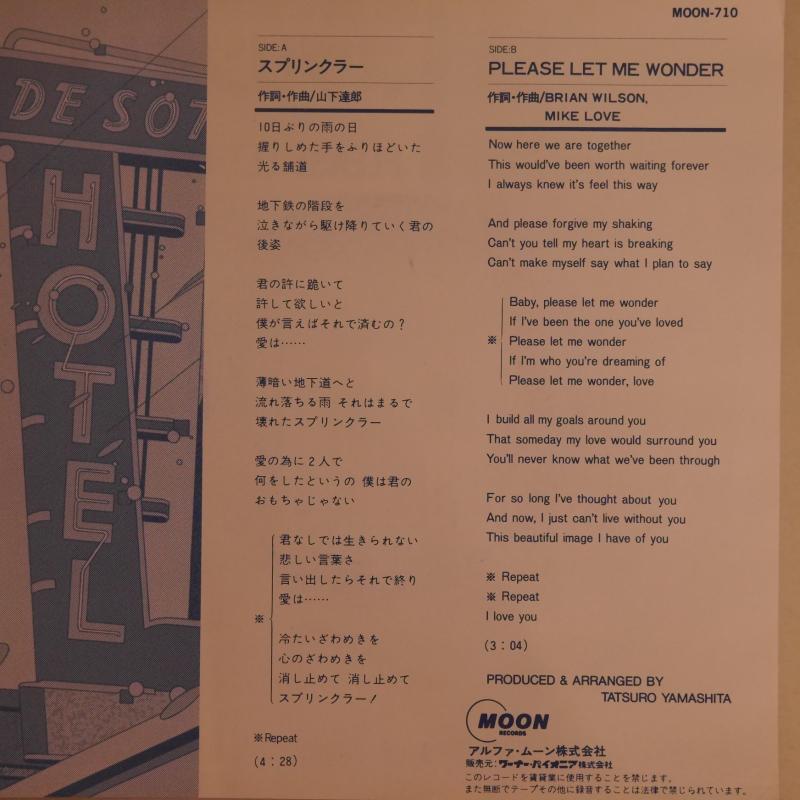 DE SOT
HOTEL
MOON-710
SIDE:A
スプリンクラー
作詞・作曲/山下達郎
10日ぶりの雨の日
握りしめた手をふりほどいた
光る舗道
地下鉄の階段を
泣きながら駆け降りていく君の
後姿
君の許に跪いて
許して欲しいと
僕が言えばそれで済むの?
愛は……
薄暗い地下道へと
流れ落ちる雨 それはまるで
壊れたスプリンクラー
愛の為に2人で
何をしたというの 僕は君の
おもちゃじゃない
君なしでは生きられない
悲しい言葉さ
言い出したらそれで終り
愛は……
※
冷たいざわめきを
心のざわめきを
消し止めて 消し止めて
スプリンクラー!
※Repeat
(4:28)
SIDE:B
PLEASE LET ME WONDER
作詞・作曲/BRIAN WILSON,
MIKE LOVE
Now here we are together
This would've been worth waiting forever
I always knew it's feel this way
And please forgive my shaking
Can't you tell my heart is breaking
Can't make myself say what I plan to say
Baby, please let me wonder
If I've been the one you've loved
※ Please let me wonder
If I'm who you're dreaming of
Please let me wonder, love
I build all my goals around you
That someday my love would surround you
You'll never know what we've been through
For so long I've thought about you
And now, I just can't live without you
This beautiful image I have of you
※ Repeat
※ Repeat
I love you
(3:04)
PRODUCED & ARRANGED BY
TATSURO YAMASHITA
MOON
RECORDS
アルファ・ムーン株式会社
販売元:ワーナー・パイオニア株式会社
このレコードを賃貸業に使用することを禁じます。
また無断でテープその他に録音することは法律で禁じられています。